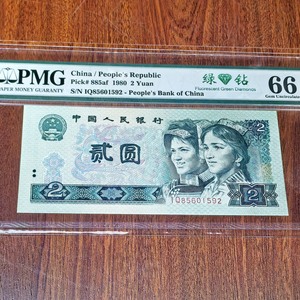 PMG
PAPER MONEY GUARANTY
China / People's Republic
Pick# 885af 1980 2 Yuan
S/N IQ85601592 - People's Bank of China
绿钻
Fluorescent Green Diamonds
66
Gem Uncirculated
中国人民银行
2
贰圆
2
2
IQ85601592